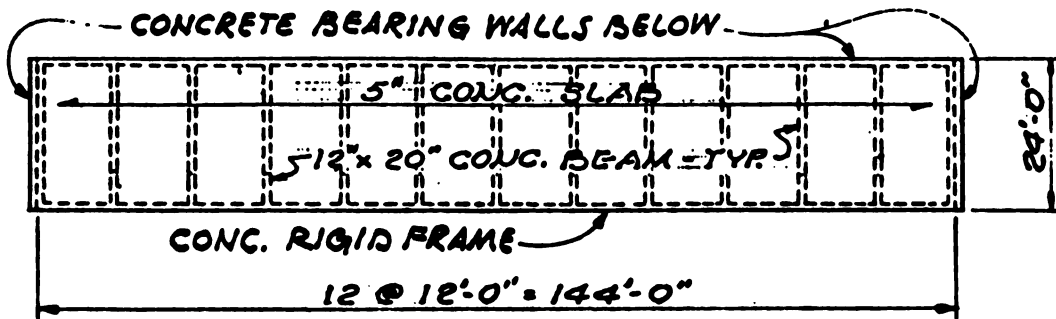 CONCRETE BEARING WALLS BELOW
5" CONC. SLAB
12" x 20" CONC. BEAM - TYP.
24'-0"
CONC. RIGID FRAME
12 @ 12'-0" = 144'-0"